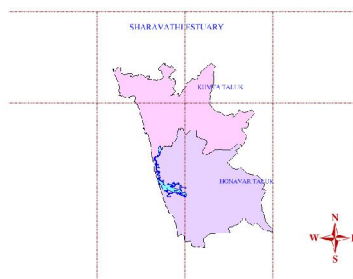 SHARAVATHI ESTUARY
KUMTA TALUK
HONAVAR TALUK
N
W
S